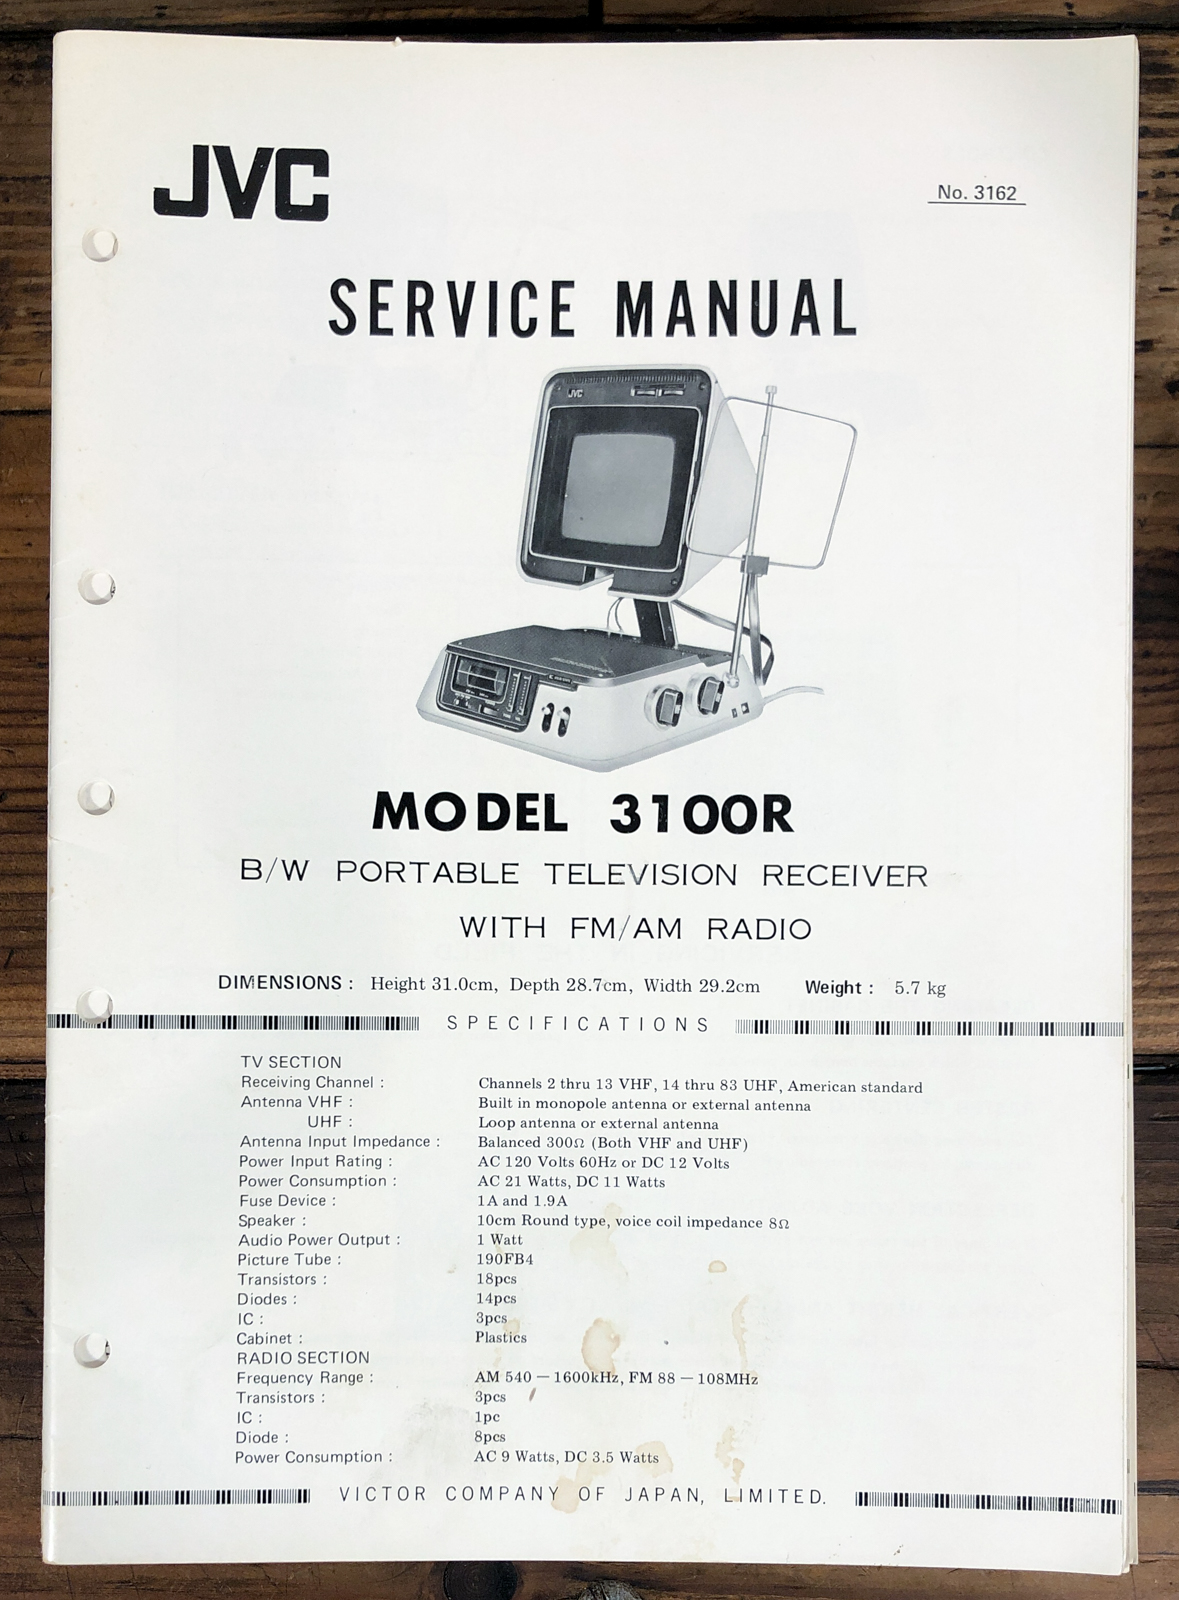 JVC
No. 3162
SERVICE MANUAL
JVC
MODEL 3100R
B/W PORTABLE TELEVISION RECEIVER
WITH FM/AM RADIO
DIMENSIONS : Height 31.0cm, Depth 28.7cm, Width 29.2cm Weight : 5.7 kg
SPECIFICATIONS
TV SECTION
Receiving Channel : Channels 2 thru 13 VHF, 14 thru 83 UHF, American standard
Antenna VHF : Built in monopole antenna or external antenna
UHF : Loop antenna or external antenna
Antenna Input Impedance : Balanced 300Ω (Both VHF and UHF)
Power Input Rating : AC 120 Volts 60Hz or DC 12 Volts
Power Consumption : AC 21 Watts, DC 11 Watts
Fuse Device : 1A and 1.9A
Speaker : 10cm Round type, voice coil impedance 8Ω
Audio Power Output : 1 Watt
Picture Tube : 190FB4
Transistors : 18pcs
Diodes : 14pcs
IC : 3pcs
Cabinet : Plastics
RADIO SECTION
Frequency Range : AM 540 — 1600kHz, FM 88 — 108MHz
Transistors : 3pcs
IC : 1pc
Diode : 8pcs
Power Consumption : AC 9 Watts, DC 3.5 Watts
VICTOR COMPANY OF JAPAN, LIMITED.